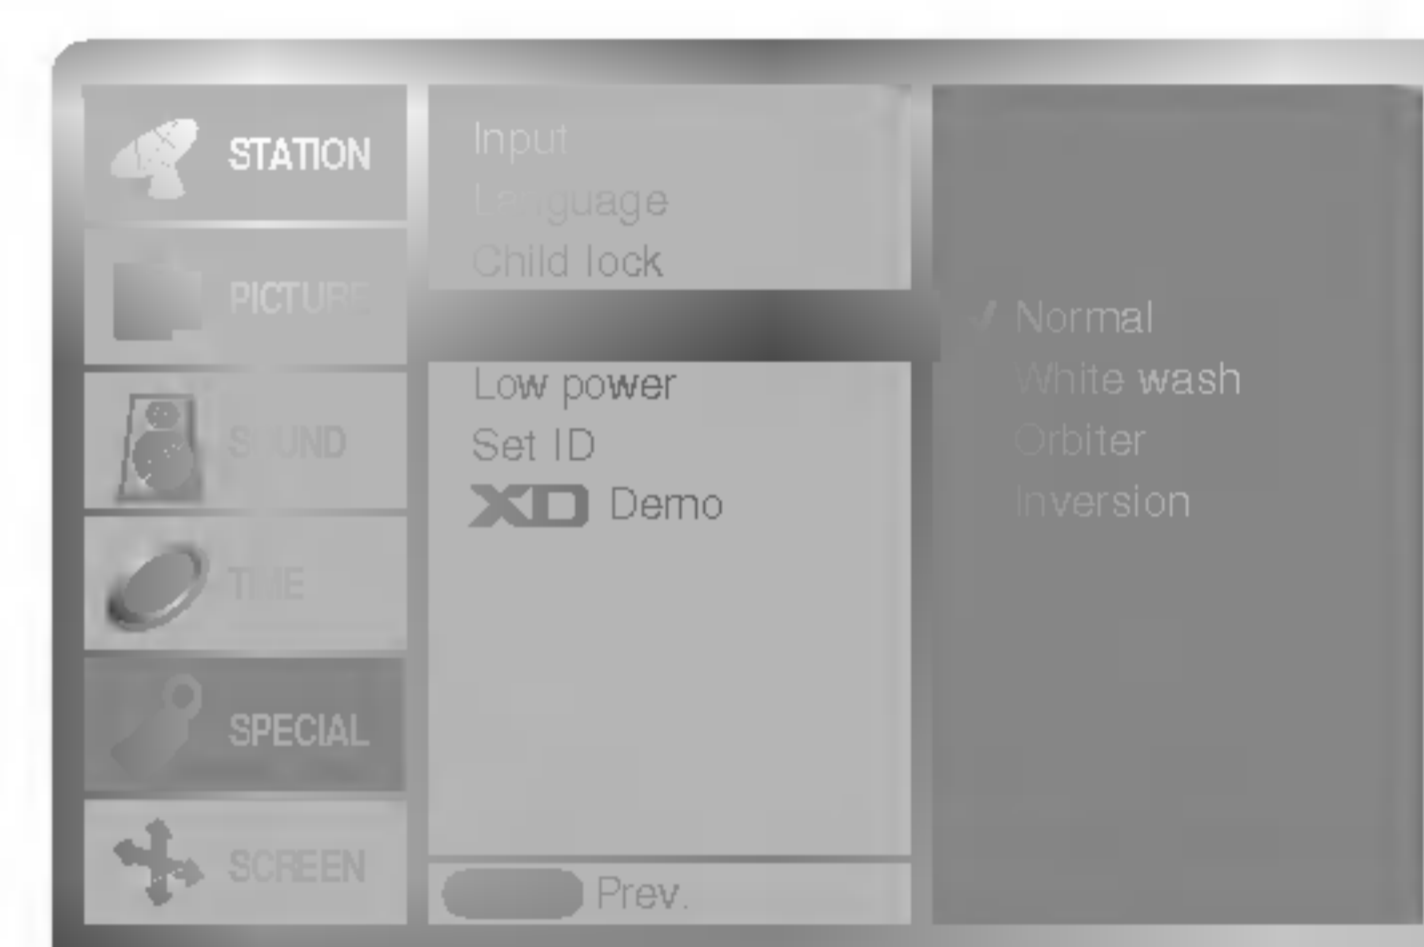 STATION
PICTURE
SOUND
TIME
SPECIAL
SCREEN
Input
Language
Child lock
Low power
Set ID
XD Demo
Prev.
Normal
White wash
Orbiter
Inversion